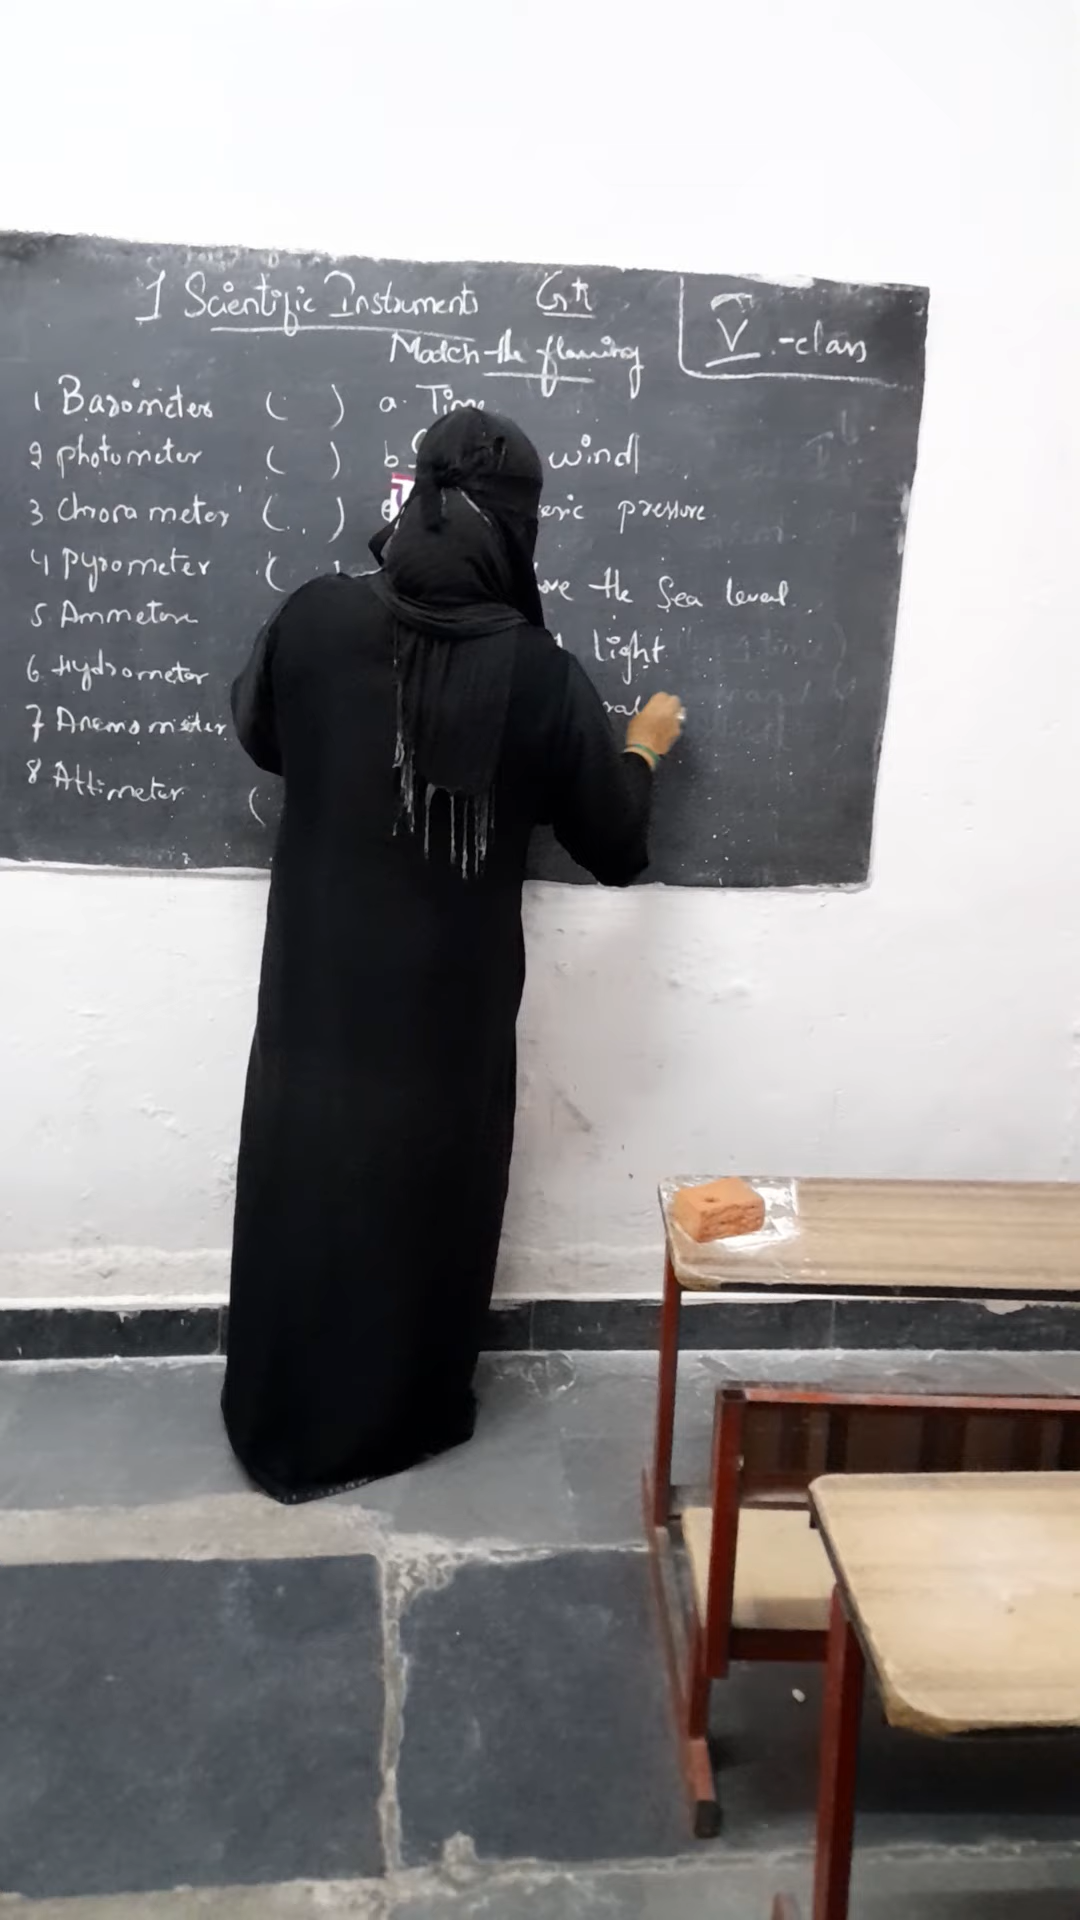 1 Scientific Instruments GK
V - class
Match the flowing
1 Barometer ( ) a. Time
2 photometer ( ) b. wind
3 Chronometer ( ) pressure
4 pyrometer ( the Sea level
5 Ammeter light
6 Hydrometer
7 Anemometer
8 Altimeter (